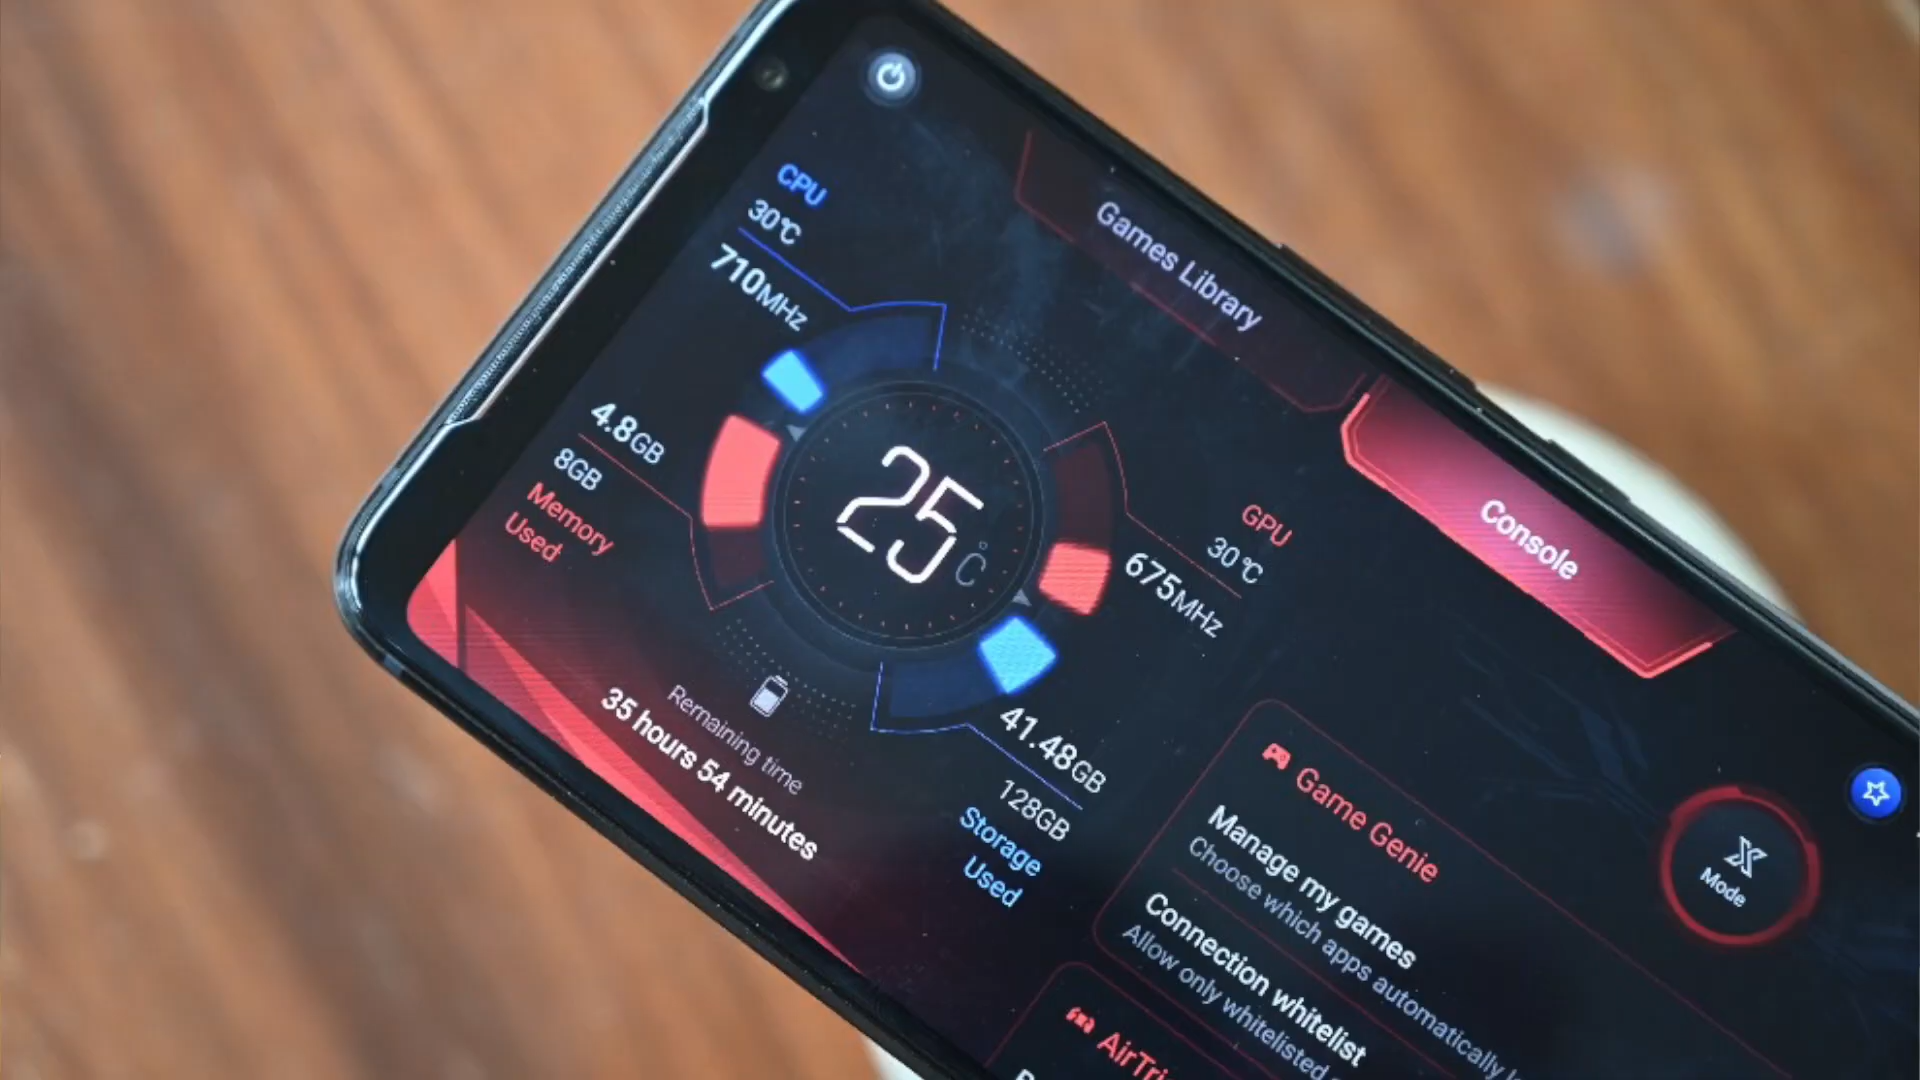 CPU
30℃
710MHz
4.8GB
8GB
Memory
Used
25℃
GPU
30℃
675MHz
41.48GB
128GB
Storage
Used
Remaining time
35 hours 54 minutes
Games Library
Console
Game Genie
Manage my games
Choose which apps automatically
Connection whitelist
Allow only whitelisted
AirTri
X
Mode